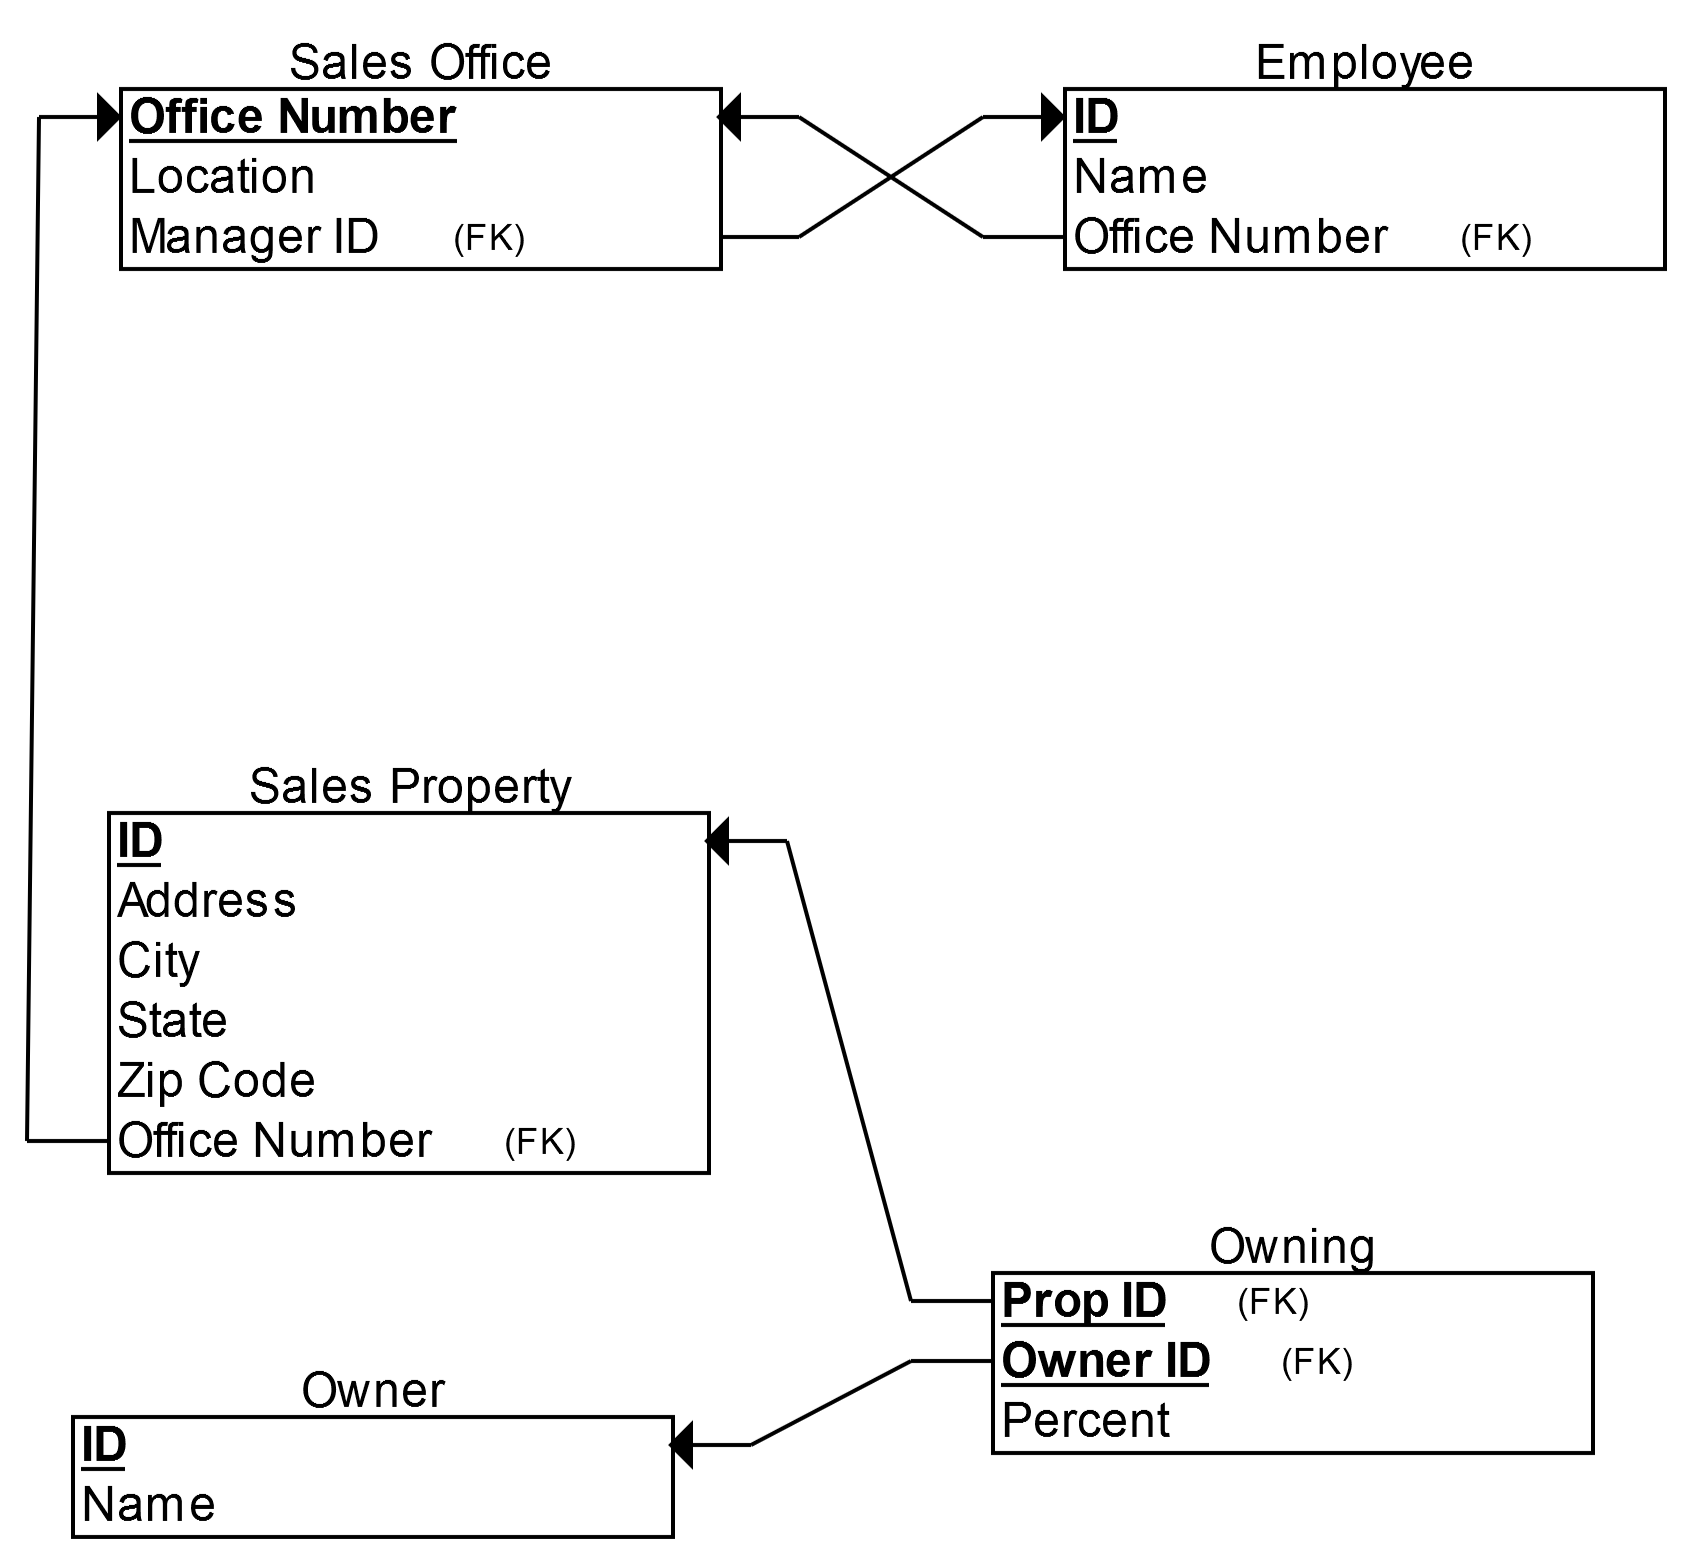 Sales Office
Office Number
Location
Manager ID (FK)
Employee
ID
Name
Office Number (FK)
Sales Property
ID
Address
City
State
Zip Code
Office Number (FK)
Owning
Prop ID (FK)
Owner ID (FK)
Percent
Owner
ID
Name